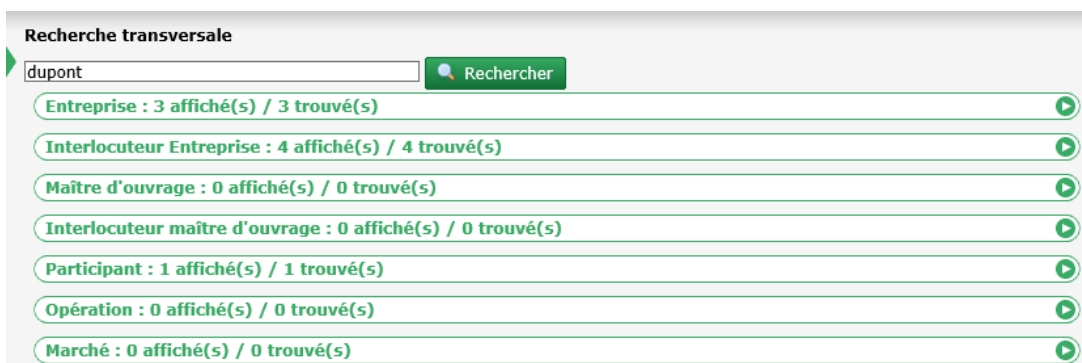 Recherche transversale
dupont
Rechercher
Entreprise : 3 affiché(s) / 3 trouvé(s)
Interlocuteur Entreprise : 4 affiché(s) / 4 trouvé(s)
Maître d'ouvrage : 0 affiché(s) / 0 trouvé(s)
Interlocuteur maître d'ouvrage : 0 affiché(s) / 0 trouvé(s)
Participant : 1 affiché(s) / 1 trouvé(s)
Opération : 0 affiché(s) / 0 trouvé(s)
Marché : 0 affiché(s) / 0 trouvé(s)